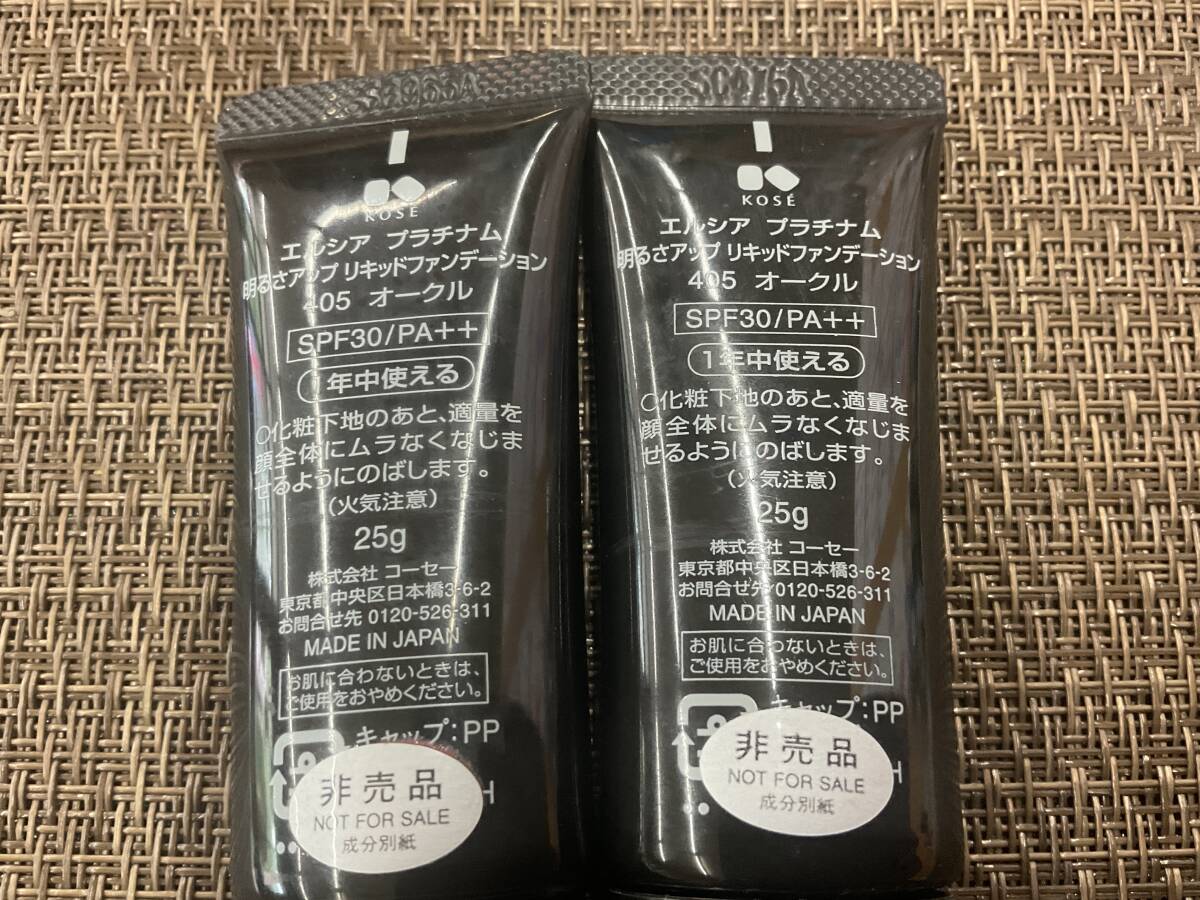 KOSÉ
エルシア プラチナム
明るさアップ リキッドファンデーション
405 オークル
SPF30/PA++
1年中使える
○化粧下地のあと、適量を
顔全体にムラなくなじま
せるようにのばします。
(火気注意)
25g
株式会社 コーセー
東京都中央区日本橋3-6-2
お問合せ先 0120-526-311
MADE IN JAPAN
お肌に合わないときは、
ご使用をおやめください。
キャップ:PP
非売品
NOT FOR SALE
成分別紙
SC075A
KOSÉ
エルシア プラチナム
明るさアップ リキッドファンデーション
405 オークル
SPF30/PA++
1年中使える
○化粧下地のあと、適量を
顔全体にムラなくなじま
せるようにのばします。
(火気注意)
25g
株式会社 コーセー
東京都中央区日本橋3-6-2
お問合せ先 0120-526-311
MADE IN JAPAN
お肌に合わないときは、
ご使用をおやめください。
キャップ:PP
H
非売品
NOT FOR SALE
成分別紙